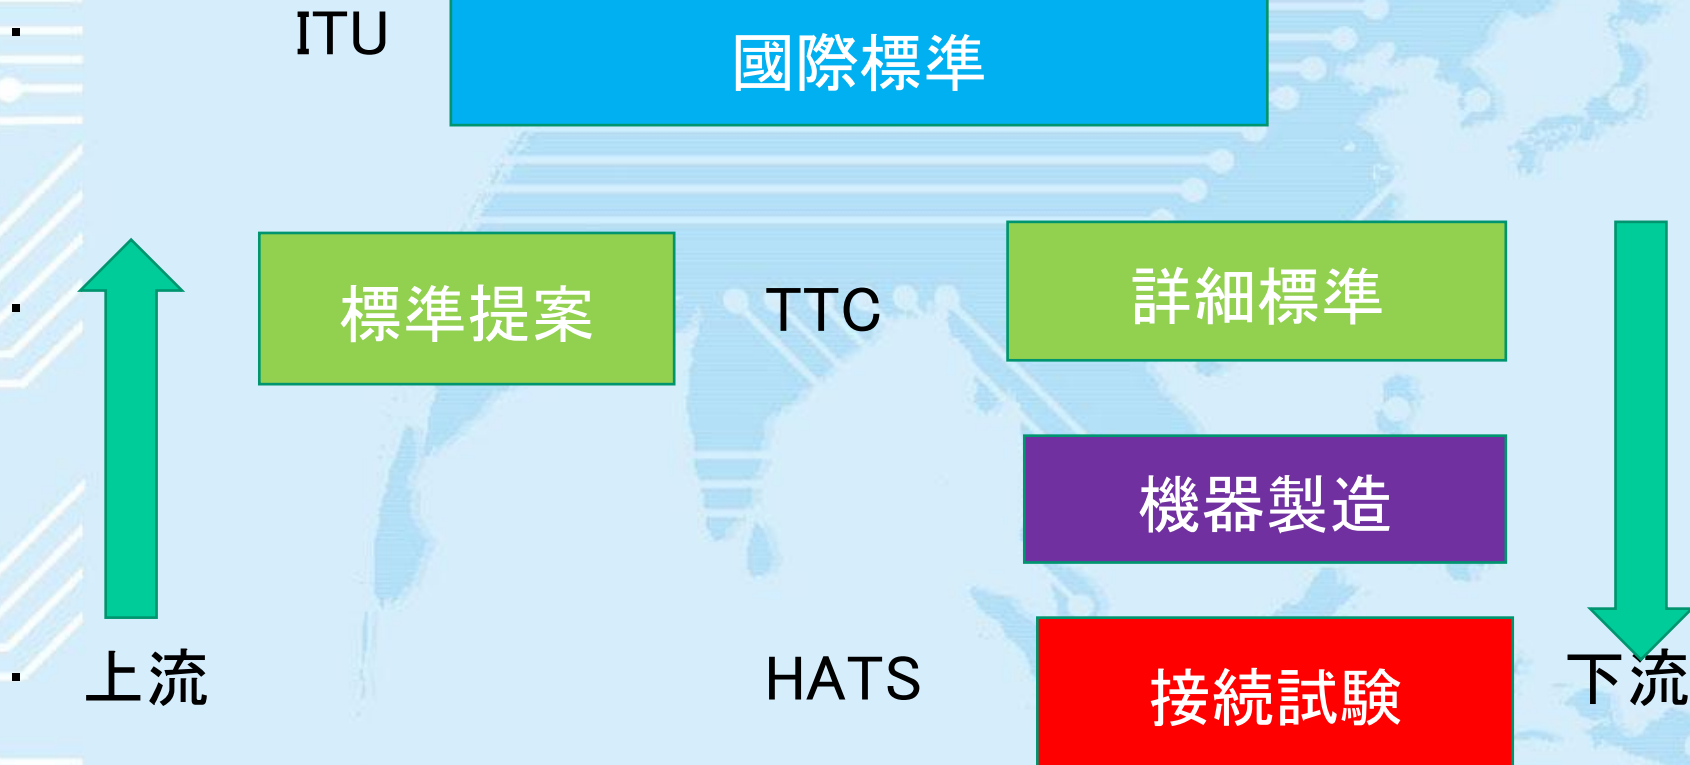 ITU
國際標準
標準提案
TTC
詳細標準
機器製造
上流
HATS
接続試験
下流